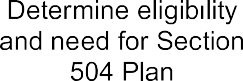 Determine eligibility
and need for Section
504 Plan